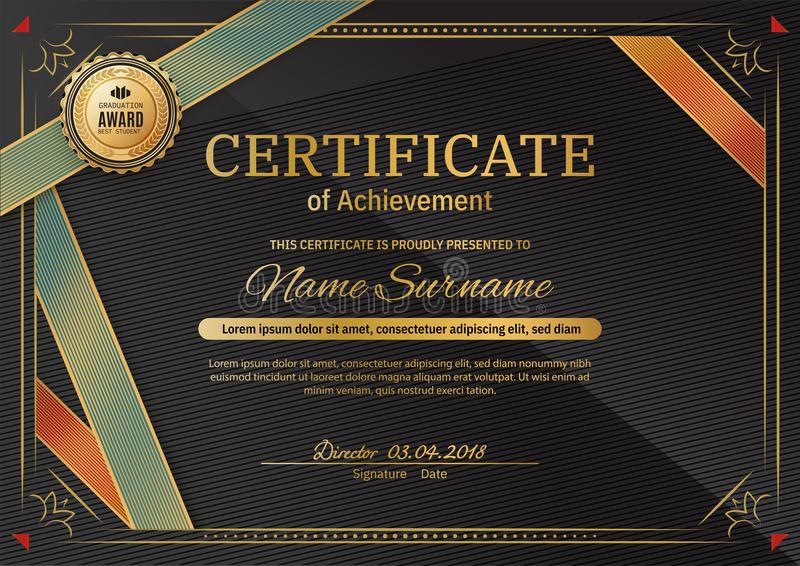 GRADUATION
AWARD
BEST STUDENT
CERTIFICATE
of Achievement
THIS CERTIFICATE IS PROUDLY PRESENTED TO
Name Surname
dreamstime
Lorem ipsum dolor sit amet, consectetuer adipiscing elit, sed diam
Lorem ipsum dolor sit amet, consectetuer adipiscing elit, sed diam nonummy nibh
euismod tincidunt ut laoreet dolore magna aliquam erat volutpat. Ut wisi enim ad
minim veniam, quis nostrud exerci tation.
Director 03.04.2018
Signature Date